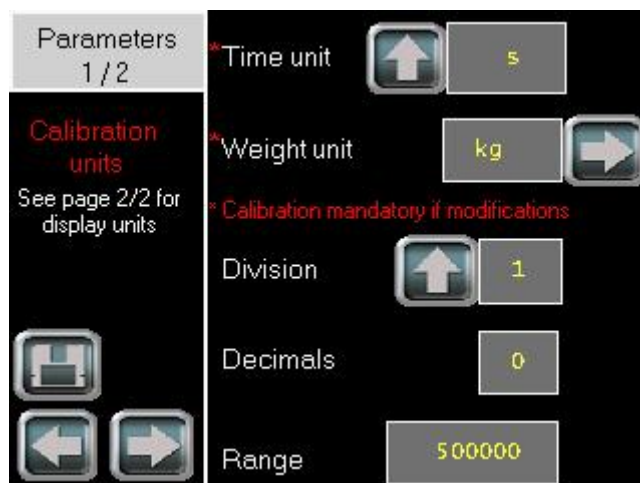 Parameters
1 / 2
Calibration
units
See page 2/2 for
display units
*Time unit
s
*Weight unit
kg
* Calibration mandatory if modifications
Division
1
Decimals
0
Range
500000